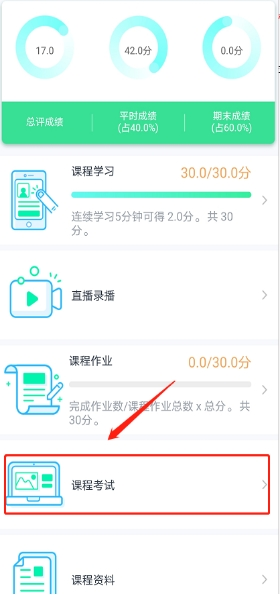 17.0
42.0分
0.0分
总评成绩
平时成绩
(占40.0%)
期末成绩
(占60.0%)
课程学习
30.0/30.0分
连续学习5分钟可得 2.0分。共 30
分。
直播录播
课程作业
0.0/30.0分
完成作业数/课程作业总数 x 总分。共
30分。
课程考试
课程资料